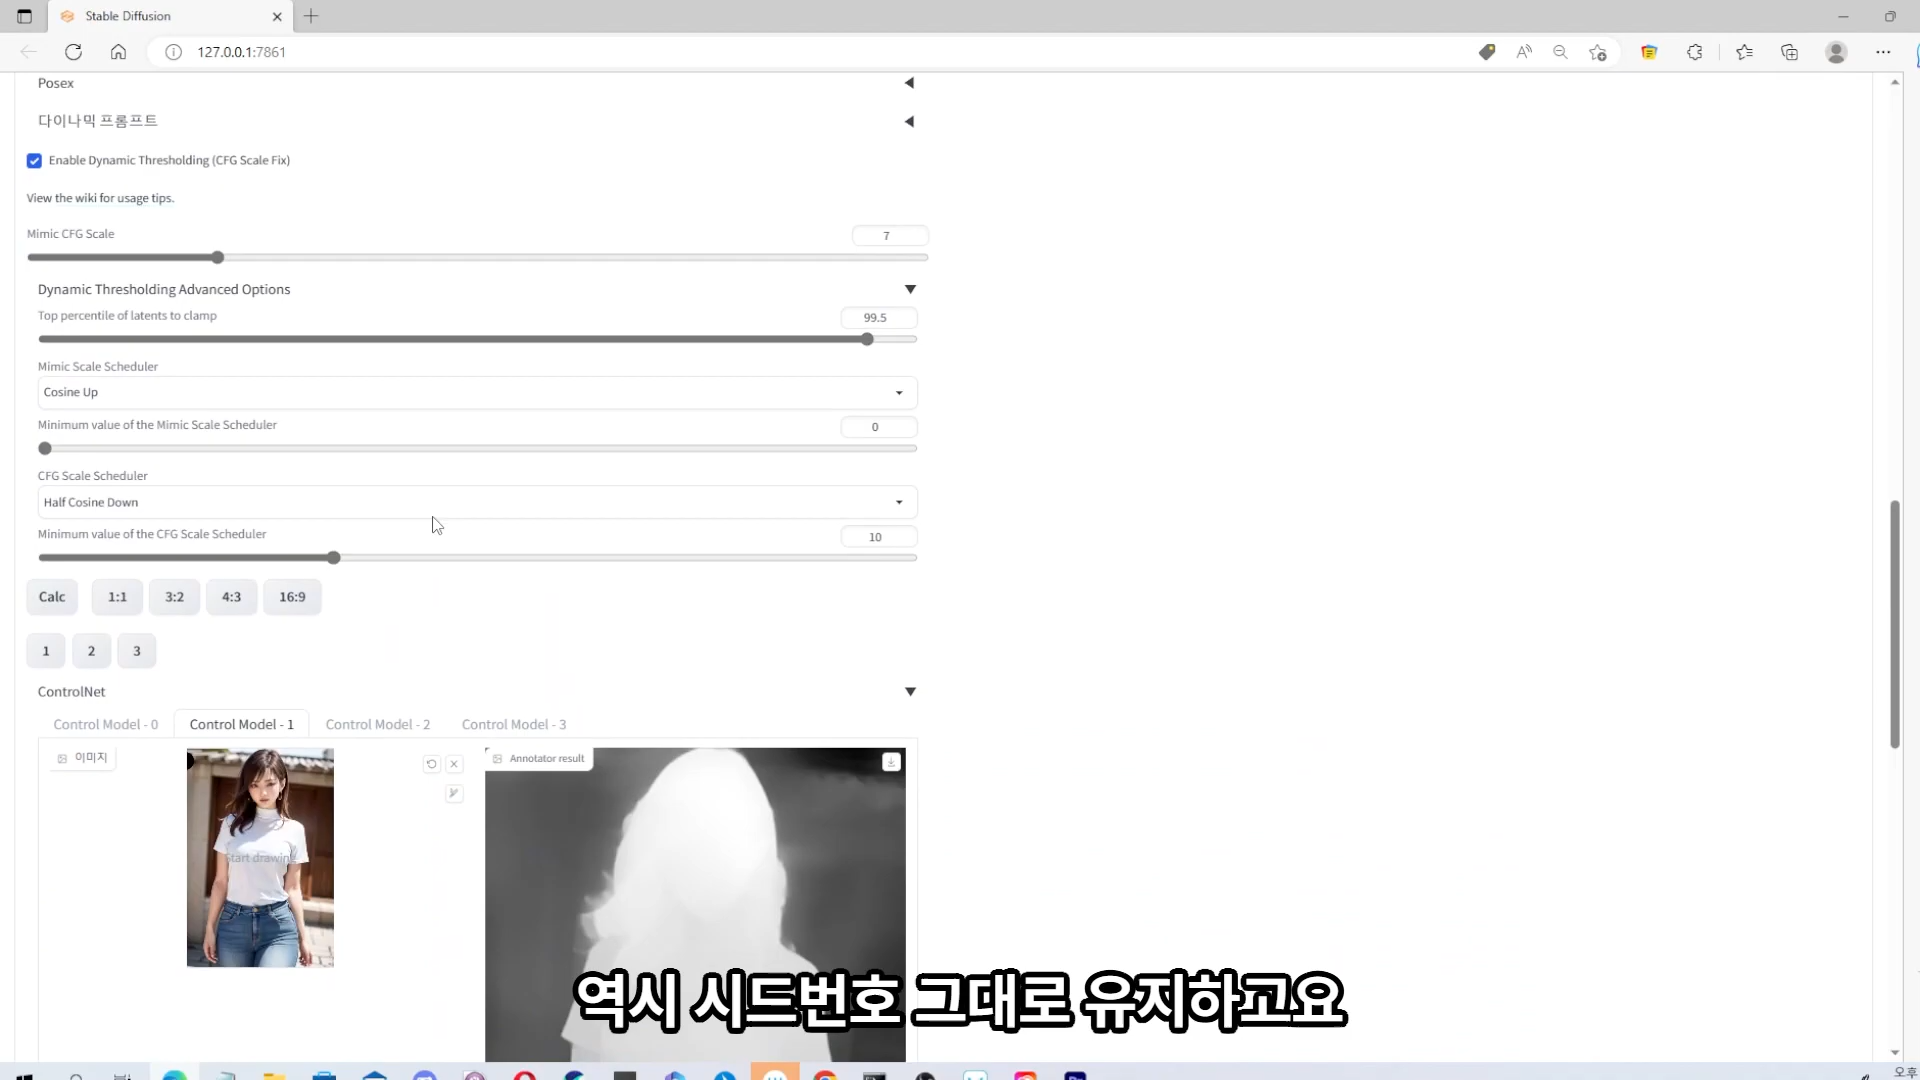 Stable Diffusion
127.0.0.1:7861
Posex
다이나믹 프롬프트
Enable Dynamic Thresholding (CFG Scale Fix)
View the wiki for usage tips.
Mimic CFG Scale
7
Dynamic Thresholding Advanced Options
Top percentile of latents to clamp
99.5
Mimic Scale Scheduler
Cosine Up
Minimum value of the Mimic Scale Scheduler
0
CFG Scale Scheduler
Half Cosine Down
Minimum value of the CFG Scale Scheduler
10
Calc 1:1 3:2 4:3 16:9
1 2 3
ControlNet
Control Model - 0 Control Model - 1 Control Model - 2 Control Model - 3
이미지
Annotator result
Start drawing
역시 시드번호 그대로 유지하고요
오후